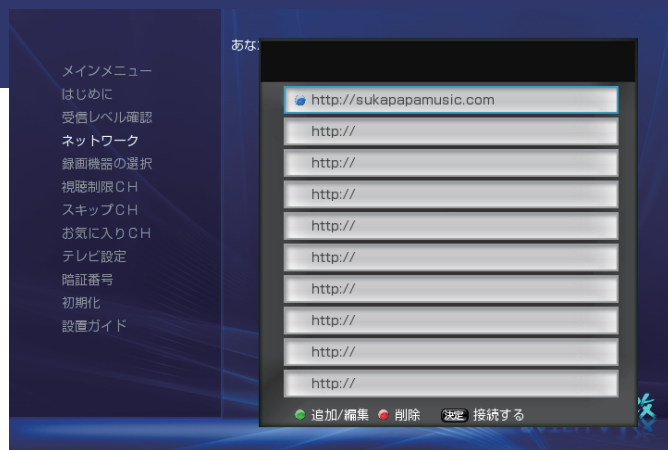 あな
メインメニュー
はじめに
受信レベル確認
ネットワーク
録画機器の選択
視聴制限CH
スキップCH
お気に入りCH
テレビ設定
暗証番号
初期化
設置ガイド
http://sukapapamusic.com
http://
http://
http://
http://
http://
http://
http://
http://
http://
追加/編集 削除 決定 接続する